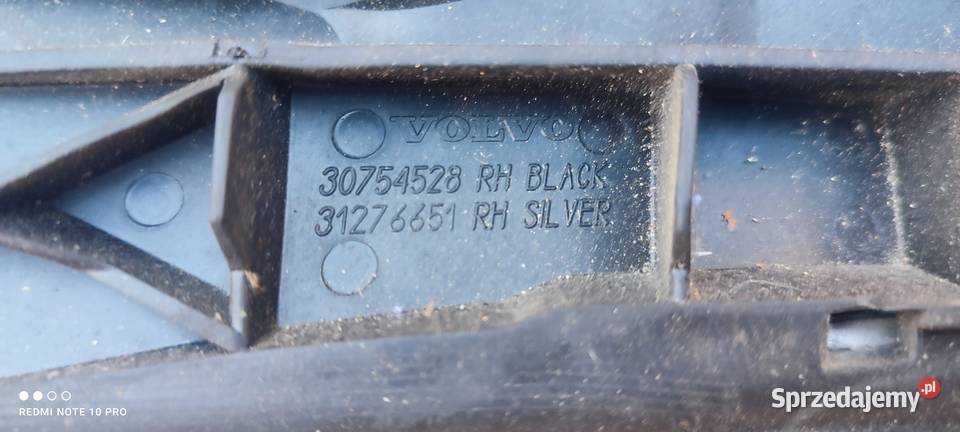 VOLVO
30754528 RH BLACK
31276651 RH SILVER
REDMI NOTE 10 PRO
Sprzedajemy.pl